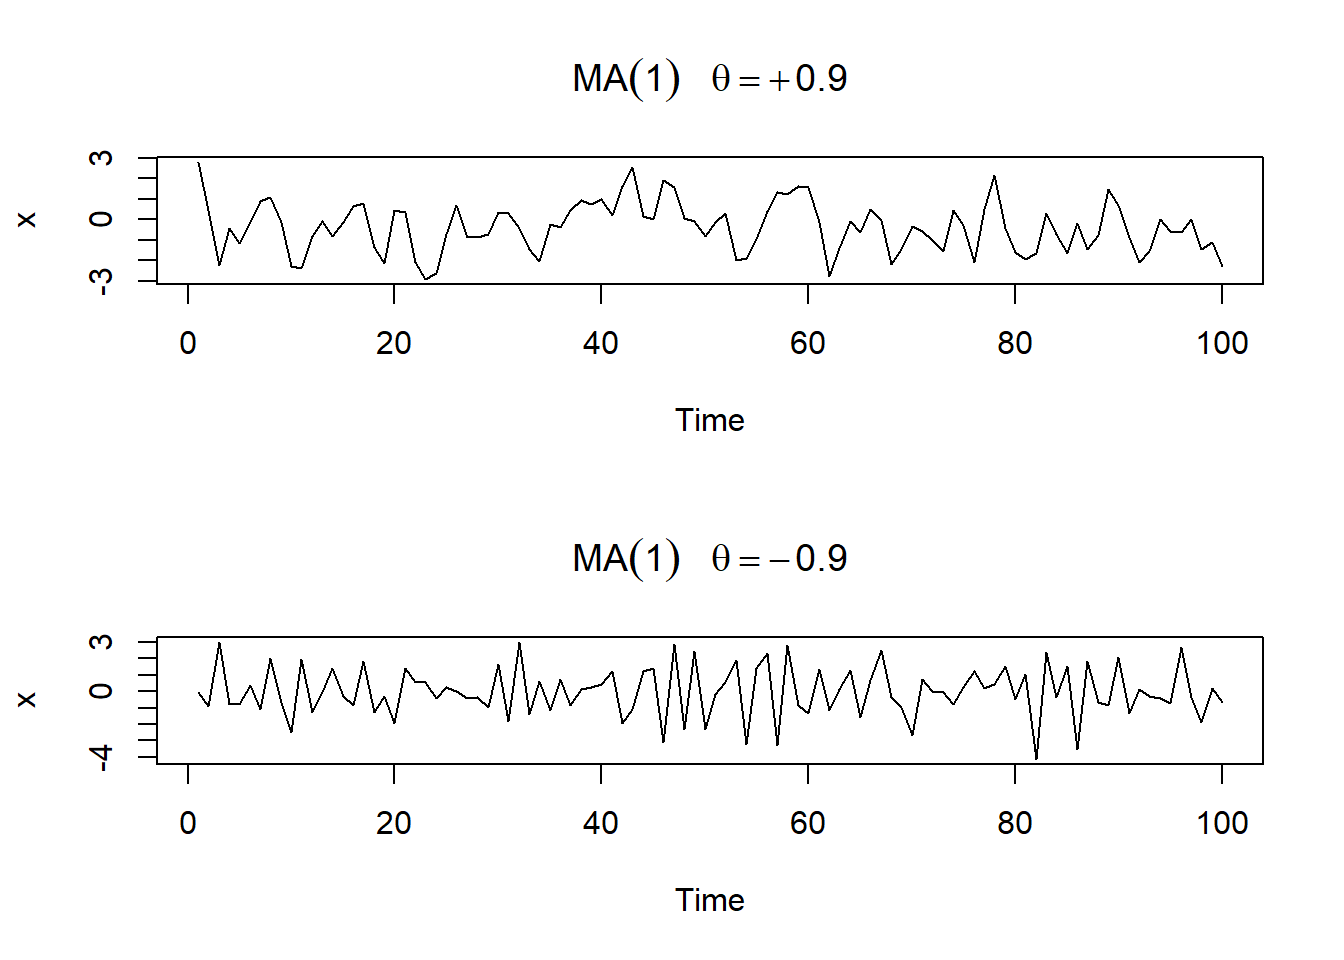 MA(1) θ = +0.9
x
3
0
-3
0 20 40 60 80 100
Time
MA(1) θ = −0.9
x
3
0
-4
0 20 40 60 80 100
Time